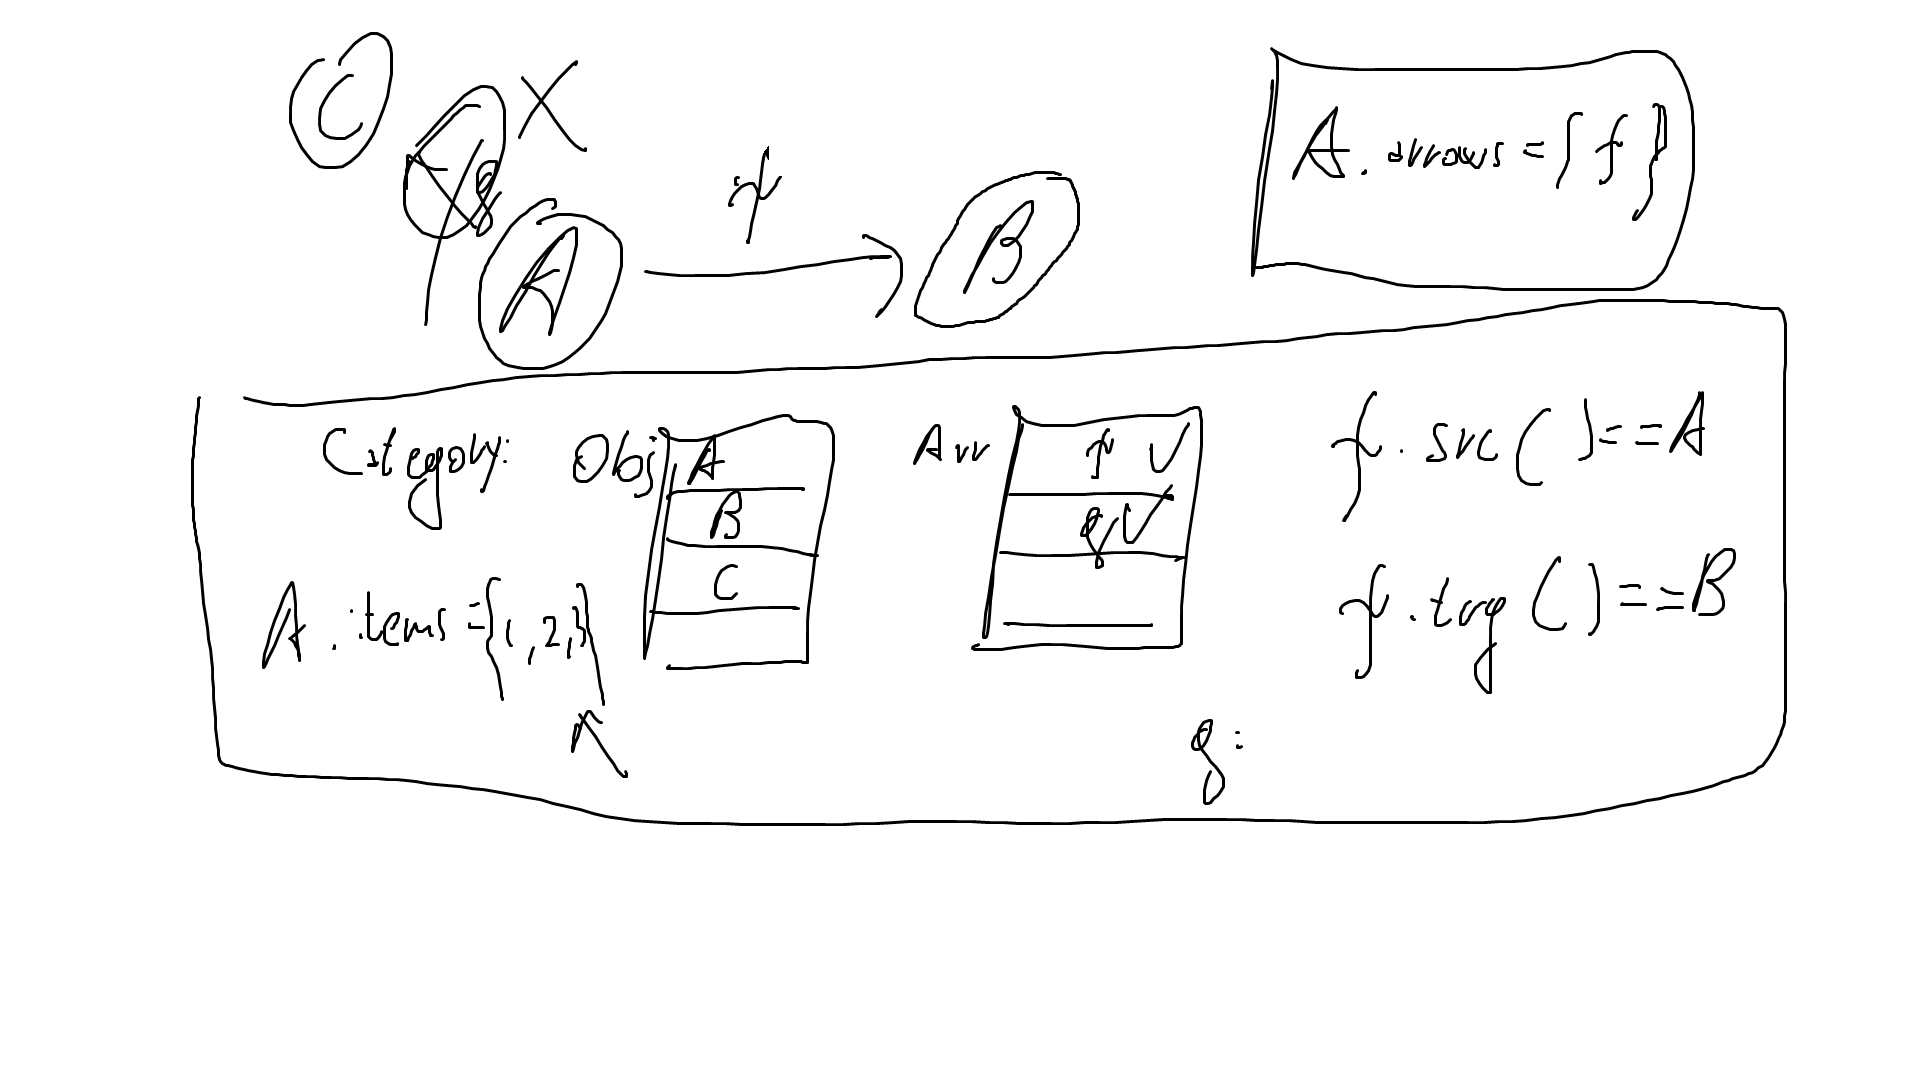 C
X
g
A
f
B
A.arrows = {f}
Category: Obj
A
B
C
Arr
f ✓
g ✓
f.src()==A
A.items={1,2,3}
f.trg()==B
g: